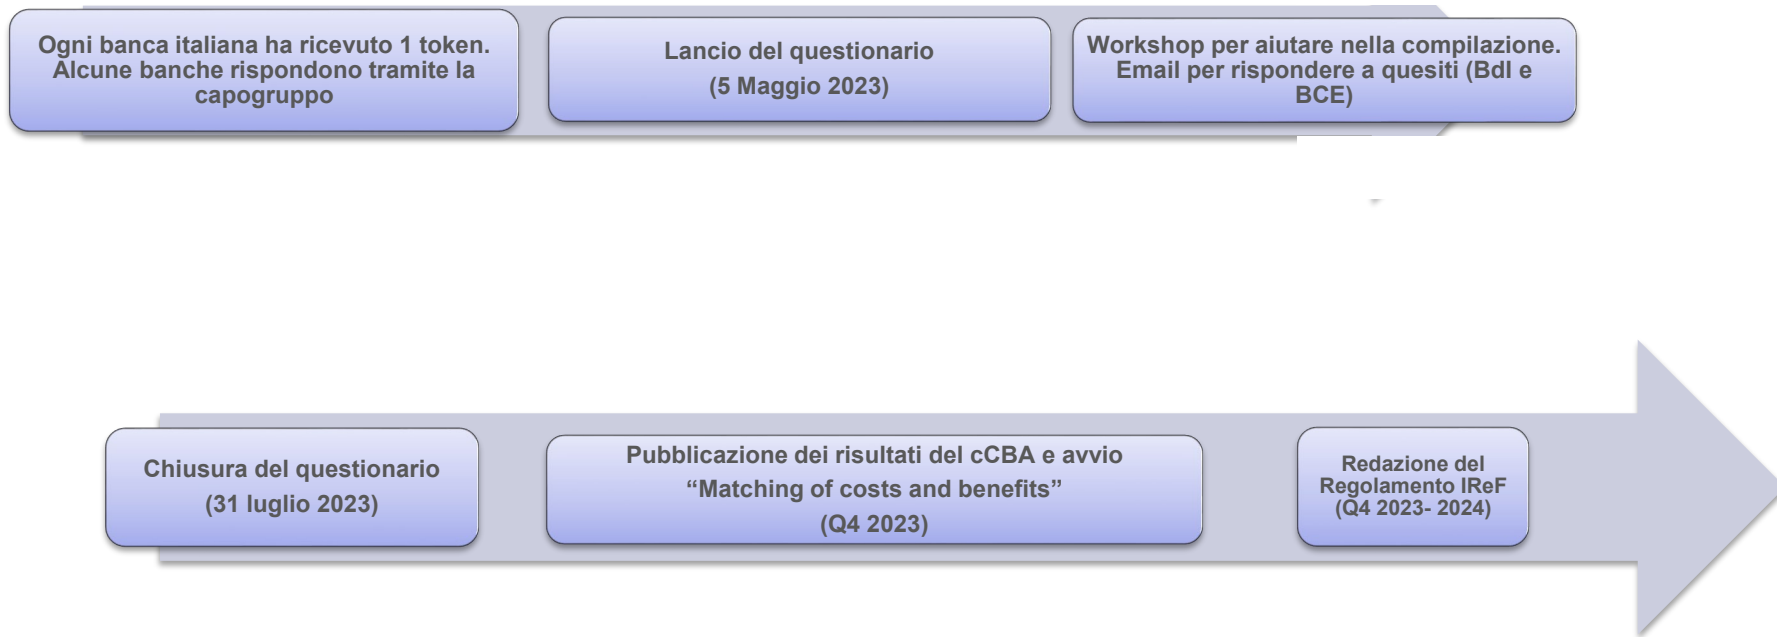 Ogni banca italiana ha ricevuto 1 token.
Alcune banche rispondono tramite la
capogruppo
Lancio del questionario
(5 Maggio 2023)
Workshop per aiutare nella compilazione.
Email per rispondere a quesiti (BdI e
BCE)
Chiusura del questionario
(31 luglio 2023)
Pubblicazione dei risultati del cCBA e avvio
“Matching of costs and benefits”
(Q4 2023)
Redazione del
Regolamento IReF
(Q4 2023- 2024)